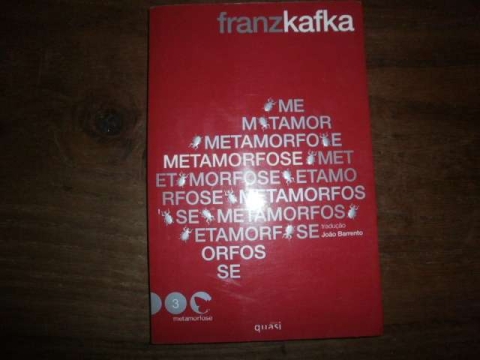 franzkafka
ME
M TAMOR
METAMORFO E
METAMORFOSE MET
ET MORFOSE ETAMO
RFOSE METAMORFOS
SE METAMORFOS
ETAMORF SE
ORFOS
SE
tradução
João Barrento
3
metamorfose
quasi